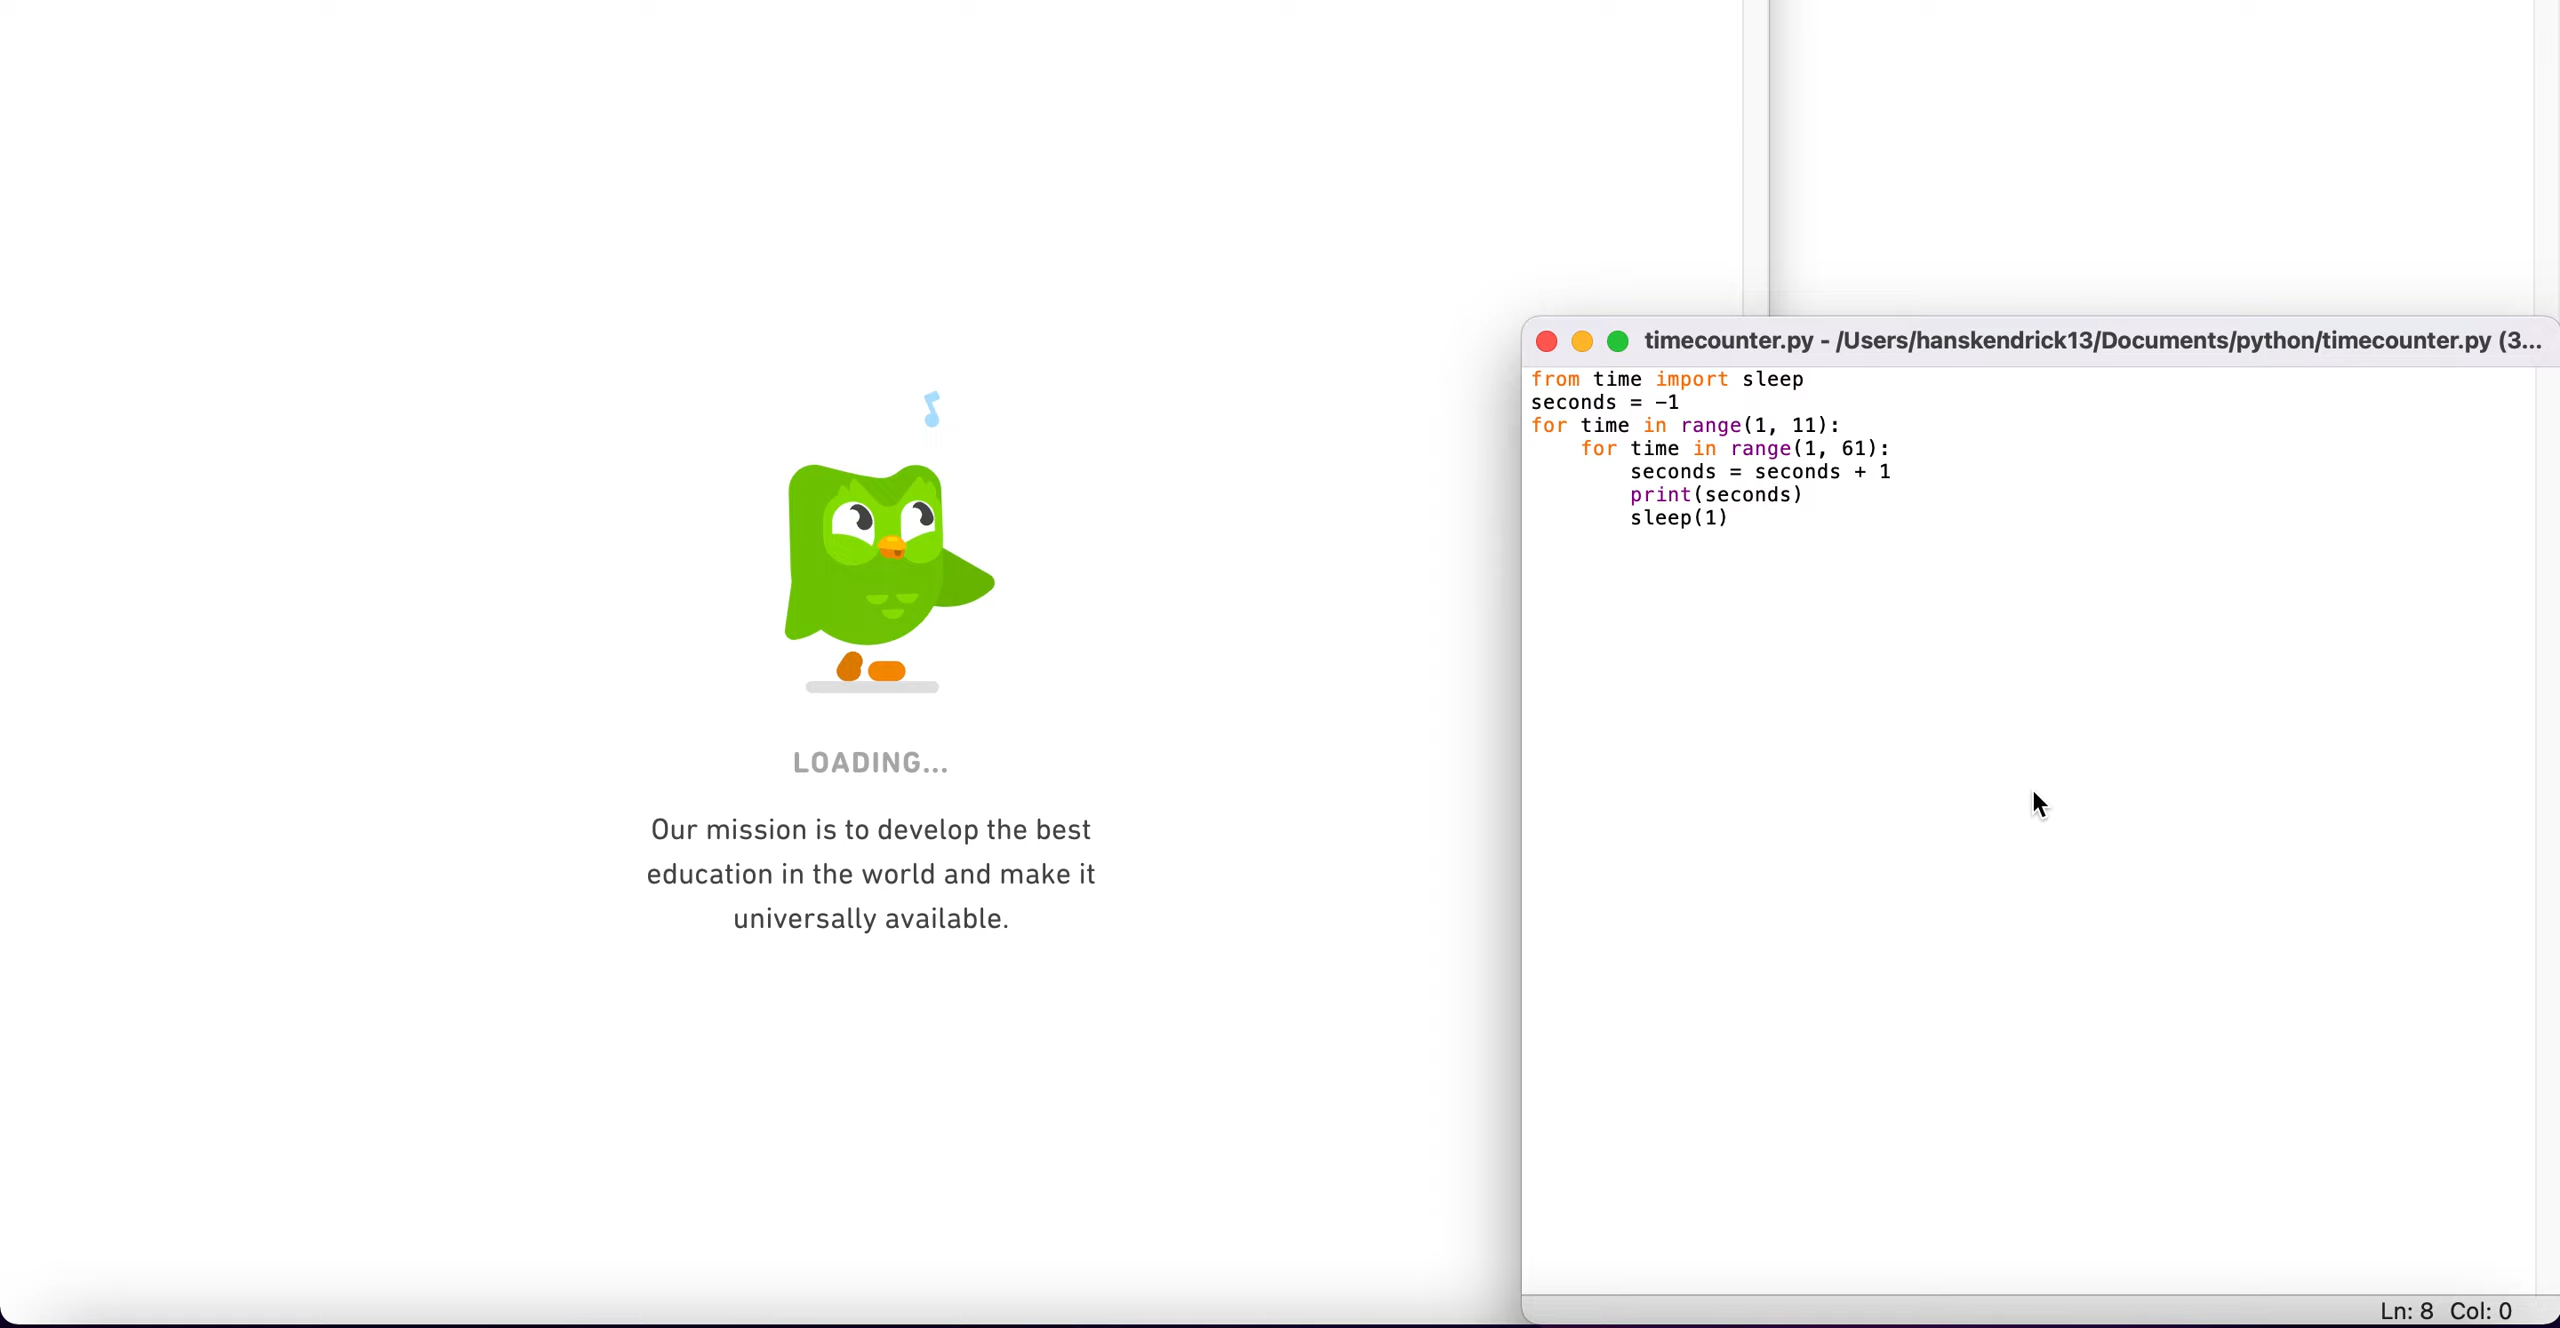 LOADING...
Our mission is to develop the best
education in the world and make it
universally available.
timecounter.py - /Users/hanskendrick13/Documents/python/timecounter.py (3...
from time import sleep
seconds = -1
for time in range(1, 11):
    for time in range(1, 61):
        seconds = seconds + 1
        print(seconds)
        sleep(1)
Ln: 8 Col: 0